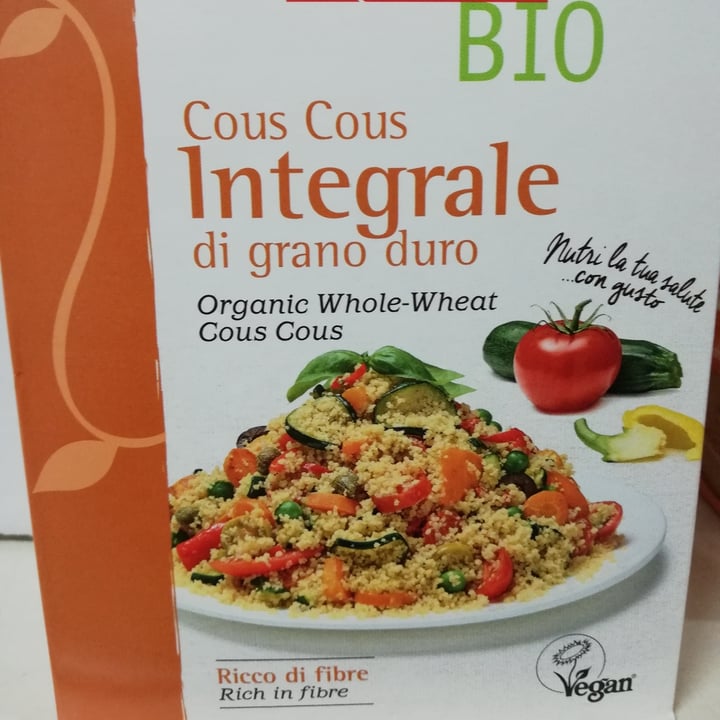 BIO
Cous Cous
Integrale
di grano duro
Nutri la tua salute
...con gusto
Organic Whole-Wheat
Cous Cous
Ricco di fibre
Rich in fibre
Vegan